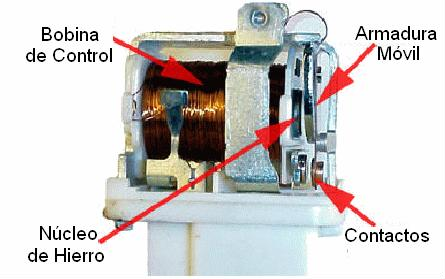 Bobina
de Control
Armadura
Móvil
Núcleo
de Hierro
Contactos